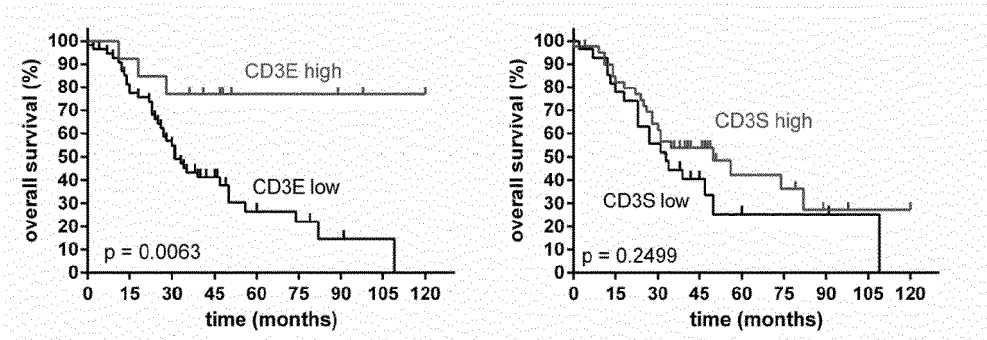 overall survival (%)
100
90
80
70
60
50
40
30
20
10
0
CD3E high
CD3E low
p = 0.0063
0 15 30 45 60 75 90 105 120
time (months)
overall survival (%)
100
90
80
70
60
50
40
30
20
10
0
CD3S high
CD3S low
p = 0.2499
0 15 30 45 60 75 90 105 120
time (months)